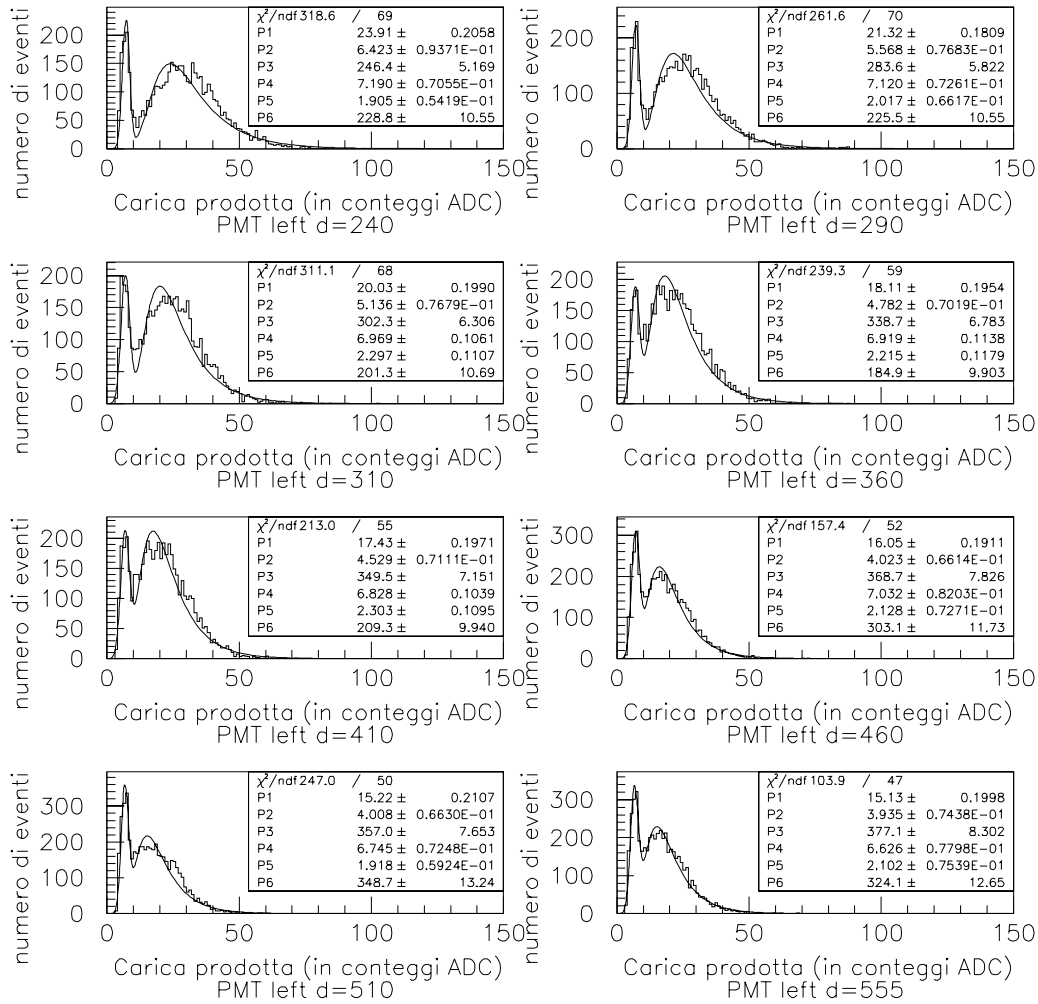 numero di eventi
200
150
100
50
0
χ²/ndf 318.6 / 69
P1 23.91 ± 0.2058
P2 6.423 ± 0.9371E-01
P3 246.4 ± 5.169
P4 7.190 ± 0.7055E-01
P5 1.905 ± 0.5419E-01
P6 228.8 ± 10.55
0 50 100 150
Carica prodotta (in conteggi ADC)
PMT left d=240
numero di eventi
200
100
0
χ²/ndf 261.6 / 70
P1 21.32 ± 0.1809
P2 5.568 ± 0.7683E-01
P3 283.6 ± 5.822
P4 7.120 ± 0.7261E-01
P5 2.017 ± 0.6617E-01
P6 225.5 ± 10.55
0 50 100 150
Carica prodotta (in conteggi ADC)
PMT left d=290
numero di eventi
200
150
100
50
0
χ²/ndf 311.1 / 68
P1 20.03 ± 0.1990
P2 5.136 ± 0.7679E-01
P3 302.3 ± 6.306
P4 6.969 ± 0.1061
P5 2.297 ± 0.1107
P6 201.3 ± 10.69
0 50 100 150
Carica prodotta (in conteggi ADC)
PMT left d=310
numero di eventi
200
150
100
50
0
χ²/ndf 239.3 / 59
P1 18.11 ± 0.1954
P2 4.782 ± 0.7019E-01
P3 338.7 ± 6.783
P4 6.919 ± 0.1138
P5 2.215 ± 0.1179
P6 184.9 ± 9.903
0 50 100 150
Carica prodotta (in conteggi ADC)
PMT left d=360
numero di eventi
200
150
100
50
0
χ²/ndf 213.0 / 55
P1 17.43 ± 0.1971
P2 4.529 ± 0.7111E-01
P3 349.5 ± 7.151
P4 6.828 ± 0.1039
P5 2.303 ± 0.1095
P6 209.3 ± 9.940
0 50 100 150
Carica prodotta (in conteggi ADC)
PMT left d=410
numero di eventi
300
200
100
0
χ²/ndf 157.4 / 52
P1 16.05 ± 0.1911
P2 4.023 ± 0.6614E-01
P3 368.7 ± 7.826
P4 7.032 ± 0.8203E-01
P5 2.128 ± 0.7271E-01
P6 303.1 ± 11.73
0 50 100 150
Carica prodotta (in conteggi ADC)
PMT left d=460
numero di eventi
300
200
100
0
χ²/ndf 247.0 / 50
P1 15.22 ± 0.2107
P2 4.008 ± 0.6630E-01
P3 357.0 ± 7.653
P4 6.745 ± 0.7248E-01
P5 1.918 ± 0.5924E-01
P6 348.7 ± 13.24
0 50 100 150
Carica prodotta (in conteggi ADC)
PMT left d=510
numero di eventi
300
200
100
0
χ²/ndf 103.9 / 47
P1 15.13 ± 0.1998
P2 3.935 ± 0.7438E-01
P3 377.1 ± 8.302
P4 6.626 ± 0.7798E-01
P5 2.102 ± 0.7539E-01
P6 324.1 ± 12.65
0 50 100 150
Carica prodotta (in conteggi ADC)
PMT left d=555